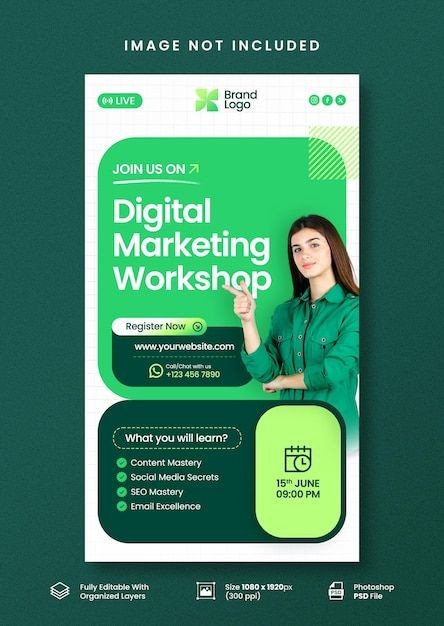 IMAGE NOT INCLUDED
LIVE
Brand
Logo
JOIN US ON
Digital
Marketing
Workshop
Register Now
www.yourwebsite.com
Call/Chat with us
+123 456 7890
What you will learn?
Content Mastery
Social Media Secrets
SEO Mastery
Email Excellence
15th JUNE
09:00 PM
Fully Editable With
Organized Layers
Size 1080 x 1920px
(300 ppi)
PSD
Photoshop
PSD File